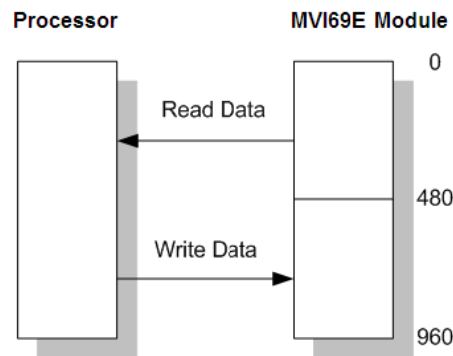 Processor
MVI69E Module
0
Read Data
480
Write Data
960